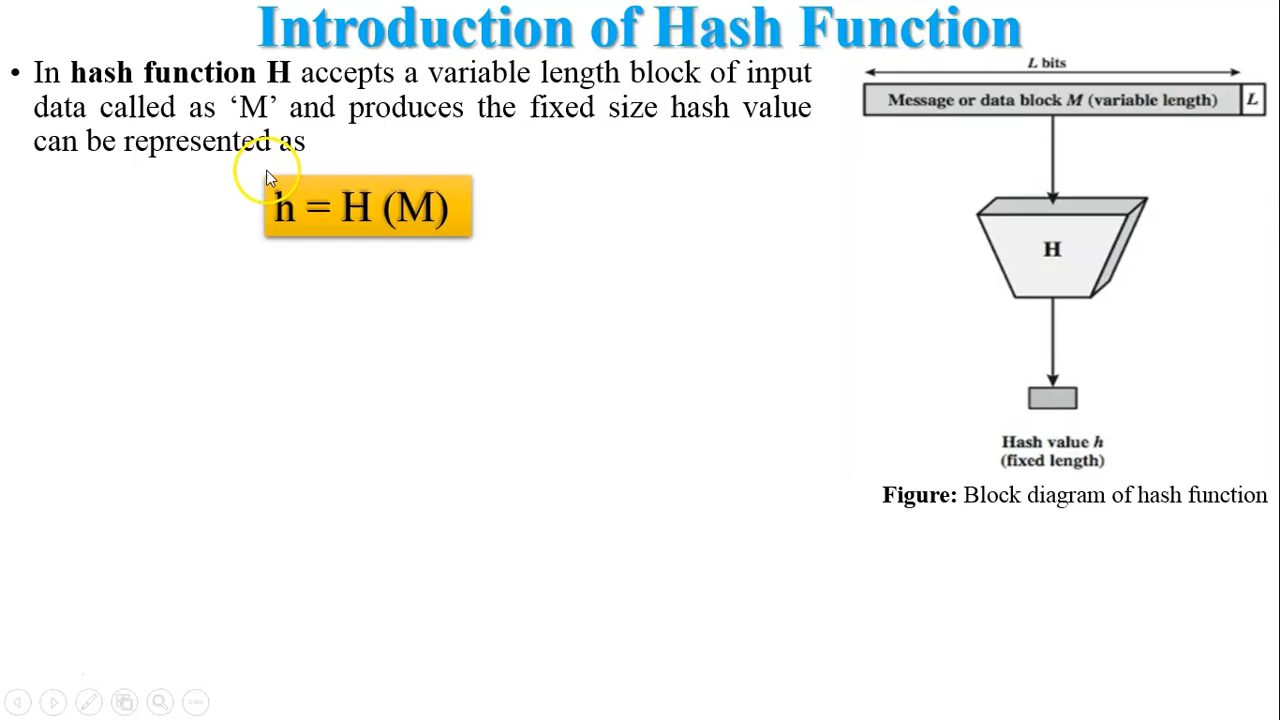 Introduction of Hash Function
• In hash function H accepts a variable length block of input
data called as ‘M’ and produces the fixed size hash value
can be represented as
h = H (M)
L bits
Message or data block M (variable length) L
H
Hash value h
(fixed length)
Figure: Block diagram of hash function